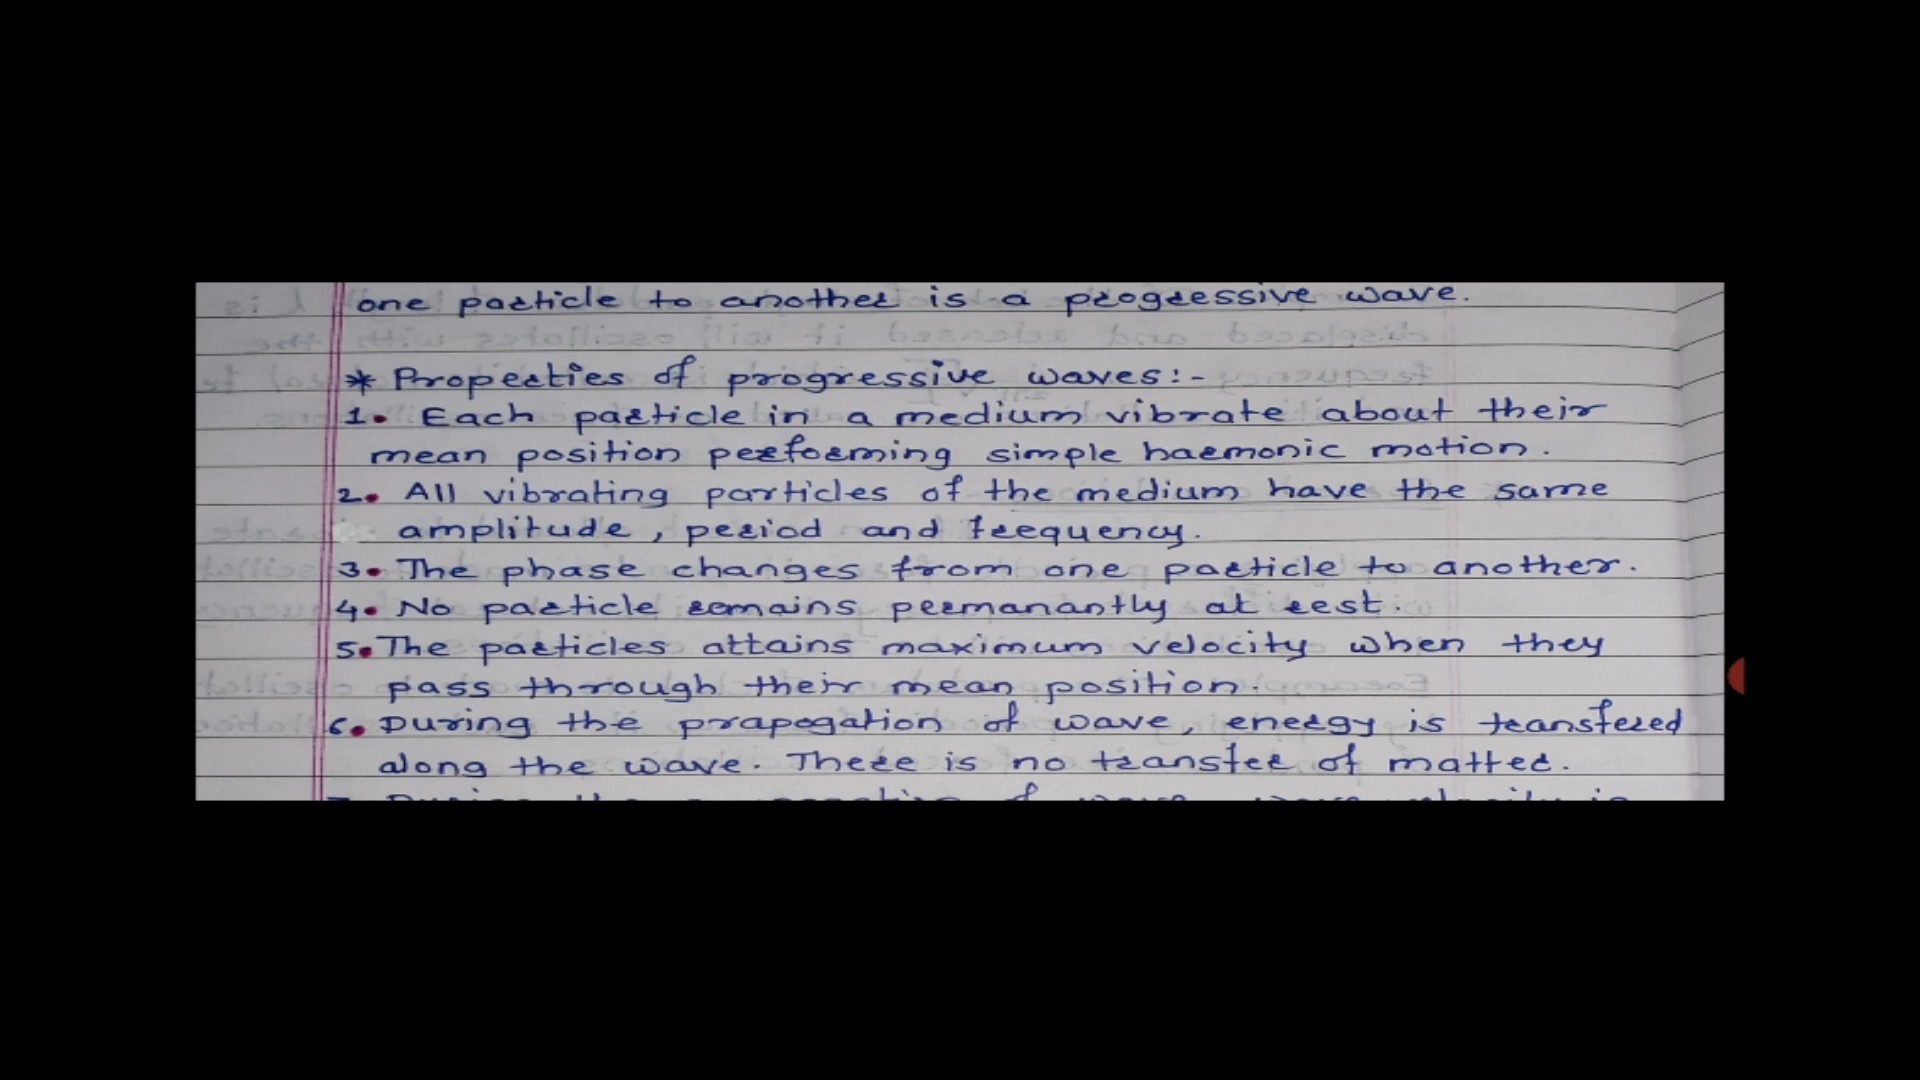 one particle to another is a progressive wave.
* Properties of progressive waves:-
1. Each particle in a medium vibrate about their
mean position performing simple harmonic motion.
2. All vibrating particles of the medium have the same
amplitude, period and frequency.
3. The phase changes from one particle to another.
4. No particle remains permanantly at rest.
5. The particles attains maximum velocity when they
pass through their mean position.
6. During the prapogation of wave, energy is transfered
along the wave. There is no transfer of matter.